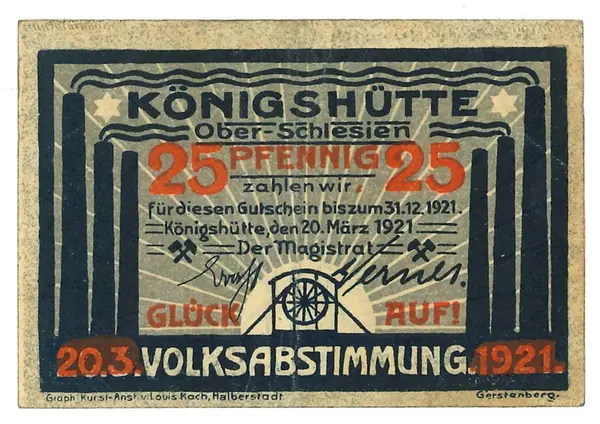 KÖNIGSHÜTTE
Ober-Schlesien
25 PFENNIG 25
zahlen wir
für diesen Gutschein bis zum 31.12.1921.
Königshütte, den 20. März 1921
Der Magistrat
GLÜCK AUF!
20.3. VOLKSABSTIMMUNG 1921.
Graph. Kunst-Anst. v. Louis Koch, Halberstadt
Gerstenberg.